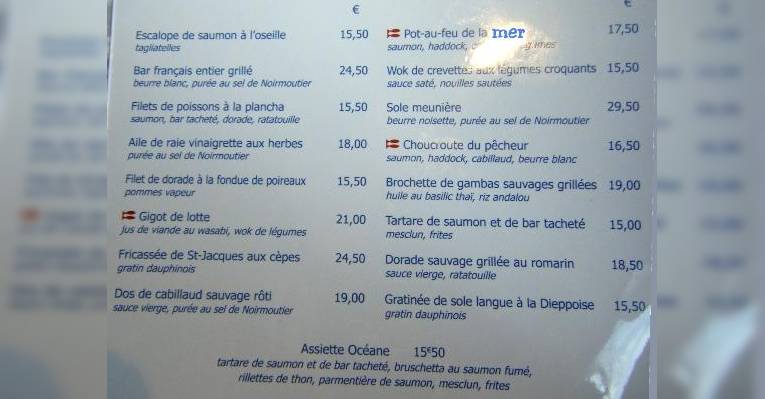 €
Escalope de saumon à l'oseille 15,50
tagliatelles
Bar français entier grillé 24,50
beurre blanc, purée au sel de Noirmoutier
Filets de poissons à la plancha 15,50
saumon, bar tacheté, dorade, ratatouille
Aile de raie vinaigrette aux herbes 18,00
purée au sel de Noirmoutier
Filet de dorade à la fondue de poireaux 15,50
pommes vapeur
Gigot de lotte 21,00
jus de viande au wasabi, wok de légumes
Fricassée de St-Jacques aux cèpes 24,50
gratin dauphinois
Dos de cabillaud sauvage rôti 19,00
sauce vierge, purée au sel de Noirmoutier
€
Pot-au-feu de la mer 17,50
saumon, haddock,
Wok de crevettes aux légumes croquants 15,50
sauce saté, nouilles sautées
Sole meunière 29,50
beurre noisette, purée au sel de Noirmoutier
Choucroute du pêcheur 16,50
saumon, haddock, cabillaud, beurre blanc
Brochette de gambas sauvages grillées 19,00
huile au basilic thaï, riz andalou
Tartare de saumon et de bar tacheté 15,00
mesclun, frites
Dorade sauvage grillée au romarin 18,50
sauce vierge, ratatouille
Gratinée de sole langue à la Dieppoise 15,50
gratin dauphinois
Assiette Océane 15€50
tartare de saumon et de bar tacheté, bruschetta au saumon fumé,
rillettes de thon, parmentière de saumon, mesclun, frites